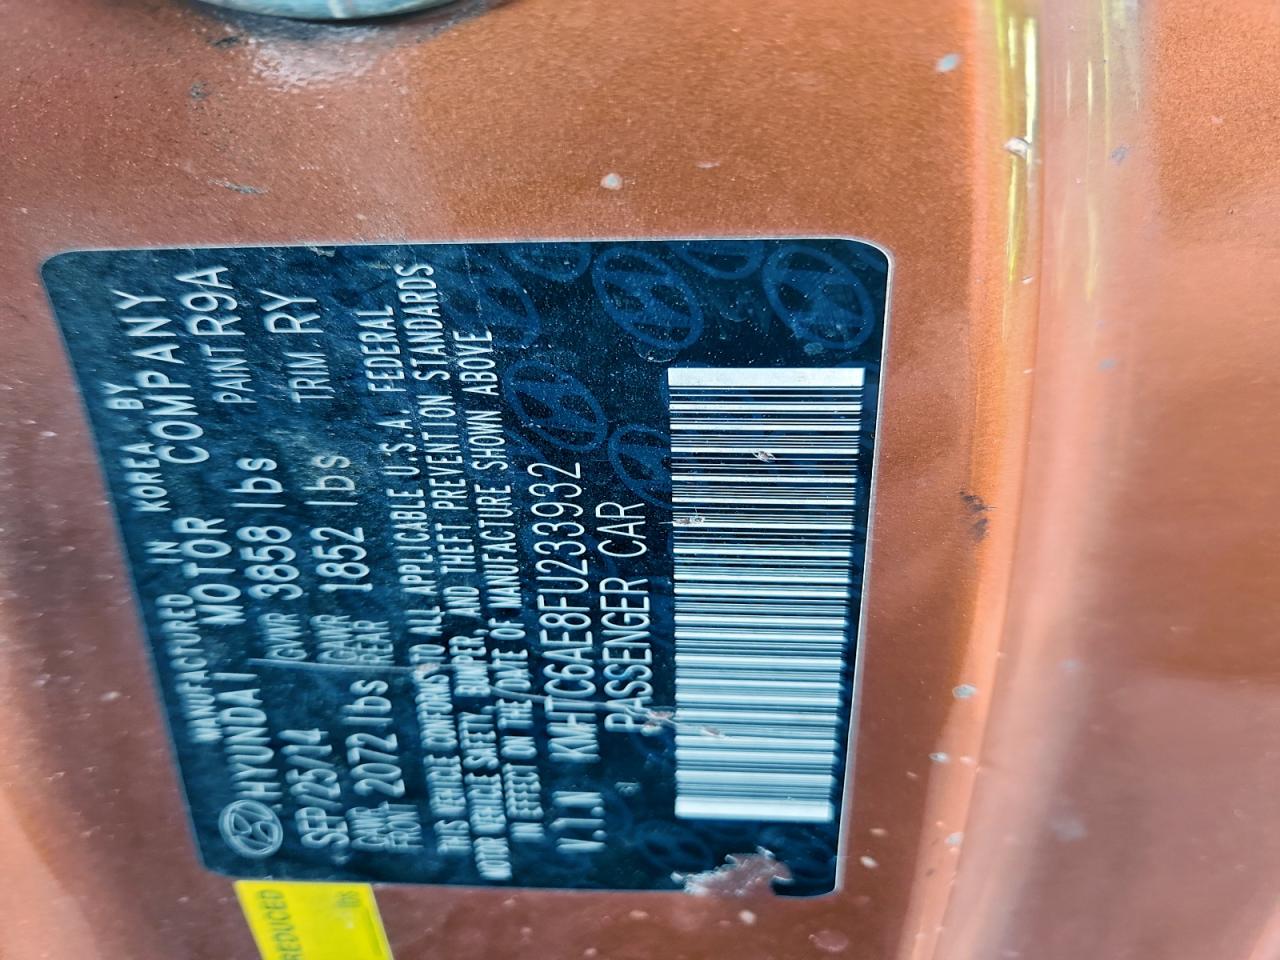 MANUFACTURED IN KOREA BY
HYUNDAI MOTOR COMPANY
SEP/25/14 GVWR 3858 lbs PAINT R9A
GAWR FRONT 2072 lbs GAWR REAR 1852 lbs TRIM RY
THIS VEHICLE CONFORMS TO ALL APPLICABLE U.S.A. FEDERAL
MOTOR VEHICLE SAFETY, BUMPER, AND THEFT PREVENTION STANDARDS
IN EFFECT ON THE DATE OF MANUFACTURE SHOWN ABOVE
V.I.N KMHTC6AE8FU233932
PASSENGER CAR
REDUCED
lbs